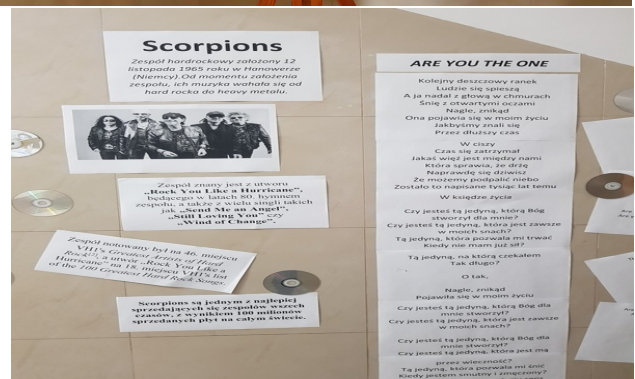 Scorpions
Zespół hardrockowy założony 12
listopada 1965 roku w Hanowerze
(Niemcy).Od momentu założenia
zespołu, ich muzyka wahała się od
hard rocka do heavy metalu.
Zespół znany jest z utworu
„Rock You Like a Hurricane",
będącego w latach 80. hymnem
zespołu, a także z wielu singli takich
jak „Send Me an Angel",
„Still Loving You" czy
„Wind of Change".
Zespół notowany był na 46. miejscu
VH1's Greatest Artists of Hard
Rock, a utwór „Rock You Like a
Hurricane" na 18. miejscu VH1's list
of the 100 Greatest Hard Rock Songs.
Scorpions są jednym z najlepiej
sprzedających się zespołów wszech
czasów, z wynikiem 100 milionów
sprzedanych płyt na całym świecie.
ARE YOU THE ONE
Kolejny deszczowy ranek
Ludzie się spieszą
A ja nadal z głową w chmurach
Śnię z otwartymi oczami
Nagle, znikąd
Ona pojawia się w moim życiu
Jakbyśmy znali się
Przez dłuższy czas
W ciszy
Czas się zatrzymał
Jakaś więź jest między nami
Która sprawia, że drżę
Naprawdę się dziwisz
Że możemy podpalić niebo
Zostało to napisane tysiąc lat temu
W księdze życia
Czy jesteś tą jedyną, którą Bóg
stworzył dla mnie?
Czy jesteś tą jedyną, która jest zawsze
w moich snach?
Tą jedyną, która pozwala mi trwać
Kiedy nie mam już sił?
Tą jedyną, na którą czekałem
Tak długo?
O tak,
Nagle, znikąd
Pojawiła się w moim życiu
Czy jesteś tą jedyną, którą Bóg dla
mnie stworzył?
Czy jesteś tą jedyną, która jest zawsze
w moich snach?
Czy jesteś tą jedyną, którą Bóg dla
mnie stworzył?
Czy jesteś tą jedyną, która jest mą
przez wieczność?
Tą jedyną, która pozwala mi śnić
Kiedy jestem smutny i zmęczony?